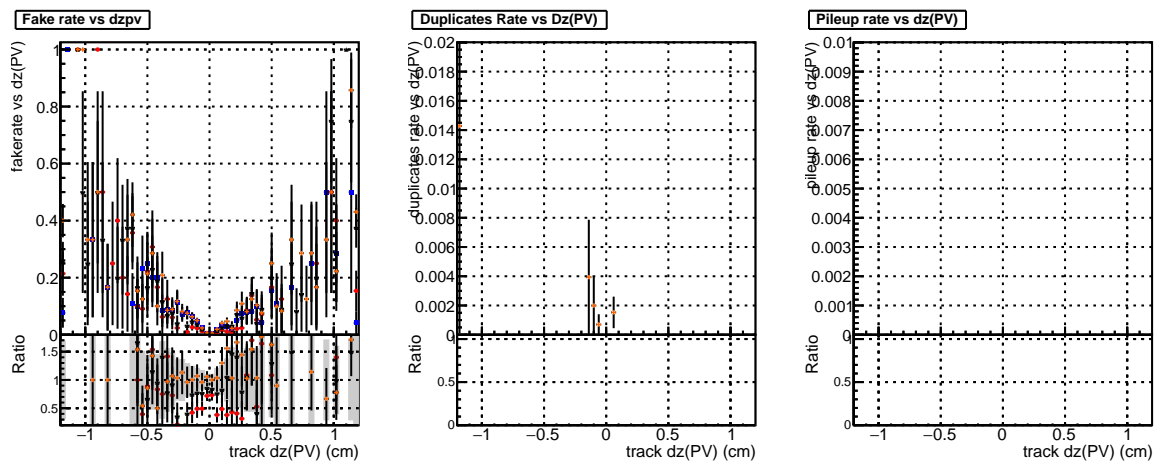 Fake rate vs dzpv
fakerate vs dz(PV)
1
0.8
0.6
0.4
0.2
0
Ratio
1.5
1.0
0.5
−1 −0.5 0 0.5 1
track dz(PV) (cm)
Duplicates Rate vs Dz(PV)
duplicates rate vs dz(PV)
0.020
0.018
0.016
0.014
0.012
0.010
0.008
0.006
0.004
0.002
0
Ratio
1
0.5
0
−1 −0.5 0 0.5 1
track dz(PV) (cm)
Pileup rate vs dz(PV)
pileup rate vs dz(PV)
0.01
0.009
0.008
0.007
0.006
0.005
0.004
0.003
0.002
0.001
0
Ratio
1
0.5
0
−1 −0.5 0 0.5 1
track dz(PV) (cm)